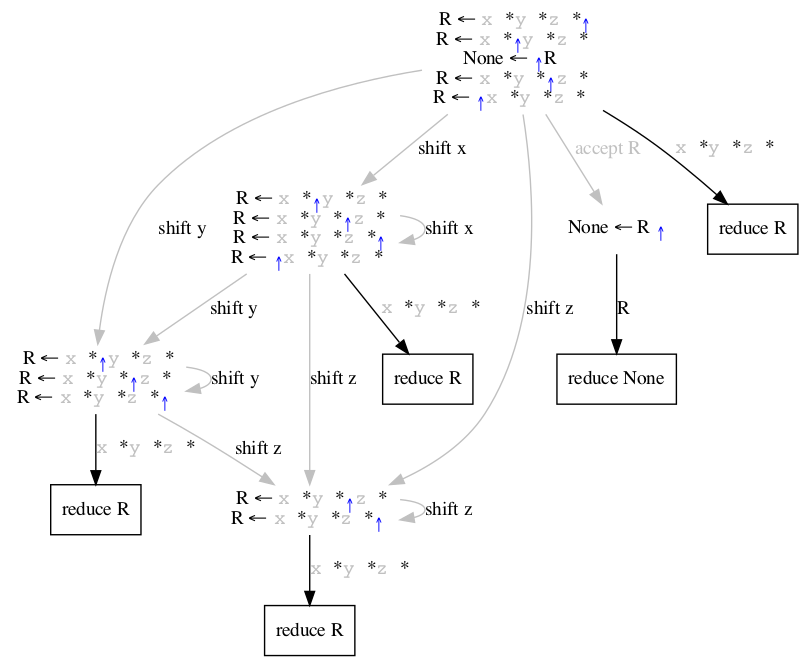 R ← x *y *z *↑
R ← x *↑y *z *
None ← ↑R
R ← x *y *↑z *
R ← ↑x *y *z *
shift x
accept R
x *y *z *
shift y
R ← x *↑y *z *
R ← x *y *↑z *
R ← x *y *z *↑
R ← ↑x *y *z *
shift x
None ← R ↑
reduce R
shift y
x *y *z *
shift z
R
R ← x *↑y *z *
R ← x *y *↑z *
R ← x *y *z *↑
shift y
shift z
reduce R
reduce None
x *y *z *
shift z
reduce R
R ← x *y *↑z *
R ← x *y *z *↑
shift z
x *y *z *
reduce R